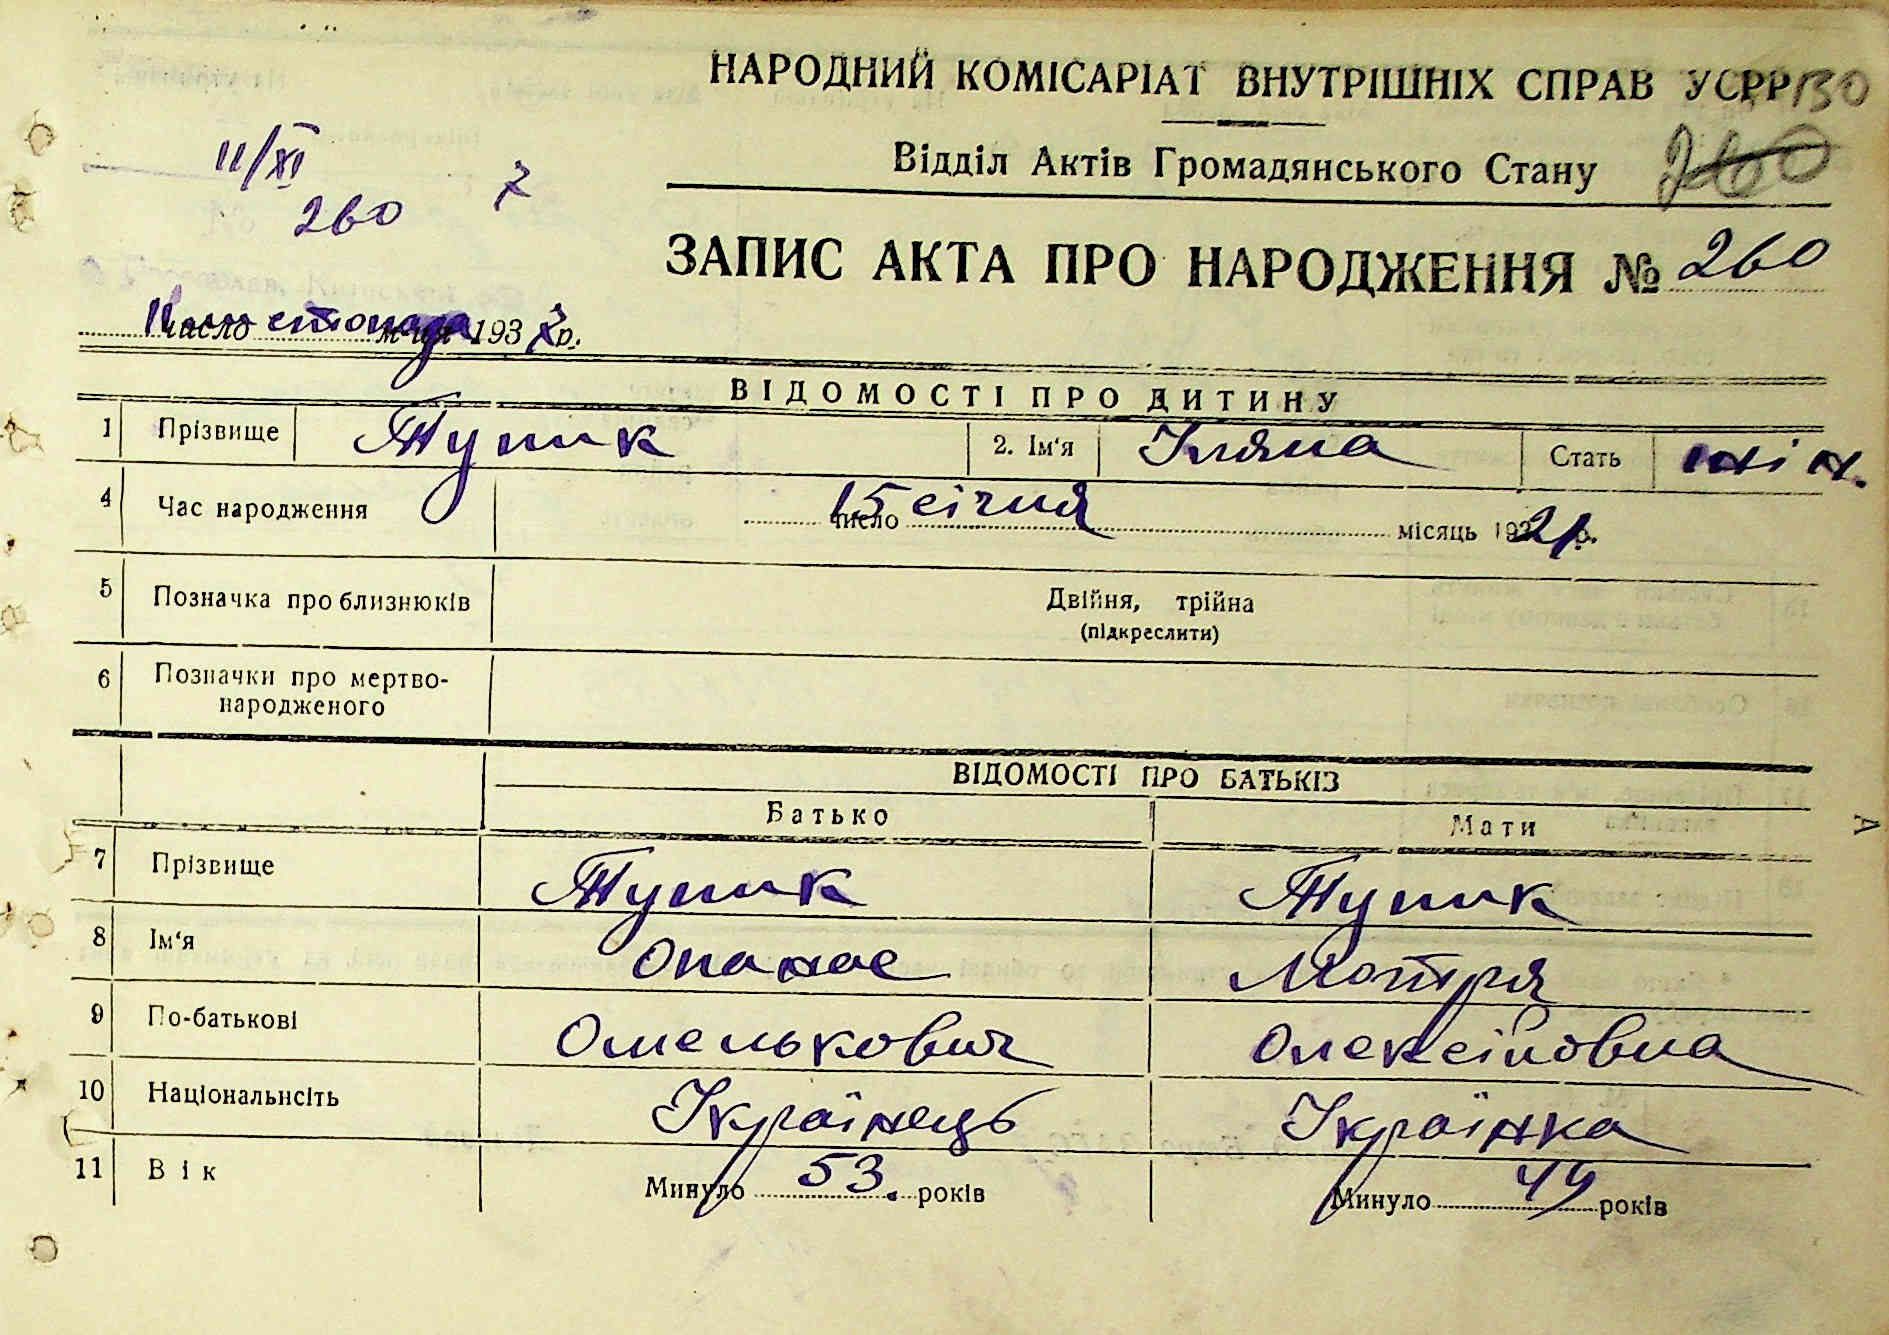 НАРОДНИЙ КОМІСАРІАТ ВНУТРІШНІХ СПРАВ УСРР 130
Відділ Актів Громадянського Стану 260
11/XI
260 7
ЗАПИС АКТА ПРО НАРОДЖЕННЯ № 260
11 листопада число м-ця 1937 р.
ВІДОМОСТІ ПРО ДИТИНУ
1 Прізвище Тупик 2. Ім‘я Уляна Стать жін.
4 Час народження 15 число січня місяць 1921 р.
5 Позначка про близнюків Двійня, трійна
(підкреслити)
6 Позначки про мертво-
народженого
ВІДОМОСТІ ПРО БАТЬКІЗ
Батько Мати
7 Прізвище Тупик Тупик
8 Ім‘я Опанас Мотря
9 По-батькові Омелькович Олексіївовна
10 Національнсіть Українець Українка
11 Вік Минуло 53. років Минуло 44 років